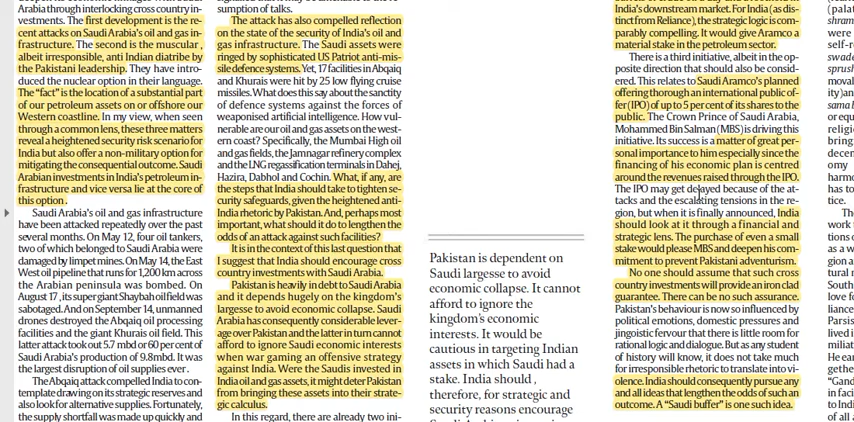 Arabia through interlocking cross country in-
vestments. The first development is the re-
cent attacks on Saudi Arabia's oil and gas in-
frastructure. The second is the muscular ,
albeit irresponsible, anti Indian diatribe by
the Pakistani leadership. They have intro-
duced the nuclear option in their language.
The "fact" is the location of a substantial part
of our petroleum assets on or offshore our
Western coastline. In my view, when seen
through a common lens, these three matters
reveal a heightened security risk scenario for
India but also offer a non-military option for
mitigating the consequential outcome. Saudi
Arabian investments in India's petroleum in-
frastructure and vice versa lie at the core of
this option .
Saudi Arabia's oil and gas infrastructure
have been attacked repeatedly over the past
several months. On May 12, four oil tankers,
two of which belonged to Saudi Arabia were
damaged by limpet mines. On May 14, the East
West oil pipeline that runs for 1,200 km across
the Arabian peninsula was bombed. On
August 17 , its super giant Shaybah oil field was
sabotaged. And on September 14, unmanned
drones destroyed the Abqaiq oil processing
facilities and the giant Khurais oil field. This
latter attack took out 5.7 mbd or 60 per cent of
Saudi Arabia's production of 9.8mbd. It was
the largest disruption of oil supplies ever .
The Abqaiq attack compelled India to con-
template drawing on its strategic reserves and
also look for alternative supplies. Fortunately,
the supply shortfall was made up quickly and
sumption of talks.
The attack has also compelled reflection
on the state of the security of India's oil and
gas infrastructure. The Saudi assets were
ringed by sophisticated US Patriot anti-mis-
sile defence systems. Yet, 17 facilities in Abqaiq
and Khurais were hit by 25 low flying cruise
missiles. What does this say about the sanctity
of defence systems against the forces of
weaponised artificial intelligence. How vul-
nerable are our oil and gas assets on the west-
ern coast? Specifically, the Mumbai High oil
and gas fields, the Jamnagar refinery complex
and the LNG regassification terminals in Dahej,
Hazira, Dabhol and Cochin. What, if any, are
the steps that India should take to tighten se-
curity safeguards, given the heightened anti-
India rhetoric by Pakistan. And, perhaps most
important, what should it do to lengthen the
odds of an attack against such facilities?
It is in the context of this last question that
I suggest that India should encourage cross
country investments with Saudi Arabia.
Pakistan is heavily in debt to Saudi Arabia
and it depends hugely on the kingdom's
largesse to avoid economic collapse. Saudi
Arabia has consequently considerable lever-
age over Pakistan and the latter in turn cannot
afford to ignore Saudi economic interests
when war gaming an offensive strategy
against India. Were the Saudis invested in
India oil and gas assets, it might deter Pakistan
from bringing these assets into their strate-
gic calculus.
In this regard, there are already two ini-
Pakistan is dependent on
Saudi largesse to avoid
economic collapse. It cannot
afford to ignore the
kingdom's economic
interests. It would be
cautious in targeting Indian
assets in which Saudi had a
stake. India should ,
therefore, for strategic and
security reasons encourage
India's downstream market. For India (as dis-
tinct from Reliance), the strategic logic is com-
parably compelling. It would give Aramco a
material stake in the petroleum sector.
There is a third initiative, albeit in the op-
posite direction that should also be consid-
ered. This relates to Saudi Aramco's planned
offering thorough an international public of-
fer (IPO) of up to 5 per cent of its shares to the
public. The Crown Prince of Saudi Arabia,
Mohammed Bin Salman (MBS) is driving this
initiative. Its success is a matter of great per-
sonal importance to him especially since the
financing of his economic plan is centred
around the revenues raised through the IPO.
The IPO may get delayed because of the at-
tacks and the escalating tensions in the re-
gion, but when it is finally announced, India
should look at it through a financial and
strategic lens. The purchase of even a small
stake would please MBS and deepen his com-
mitment to prevent Pakistani adventurism.
No one should assume that such cross
country investments will provide an iron clad
guarantee. There can be no such assurance.
Pakistan's behaviour is now so influenced by
political emotions, domestic pressures and
jingoistic fervour that there is little room for
rational logic and dialogue. But as any student
of history will know, it does not take much
for irresponsible rhetoric to translate into vi-
olence. India should consequently pursue any
and all ideas that lengthen the odds of such an
outcome. A "Saudi buffer" is one such idea.